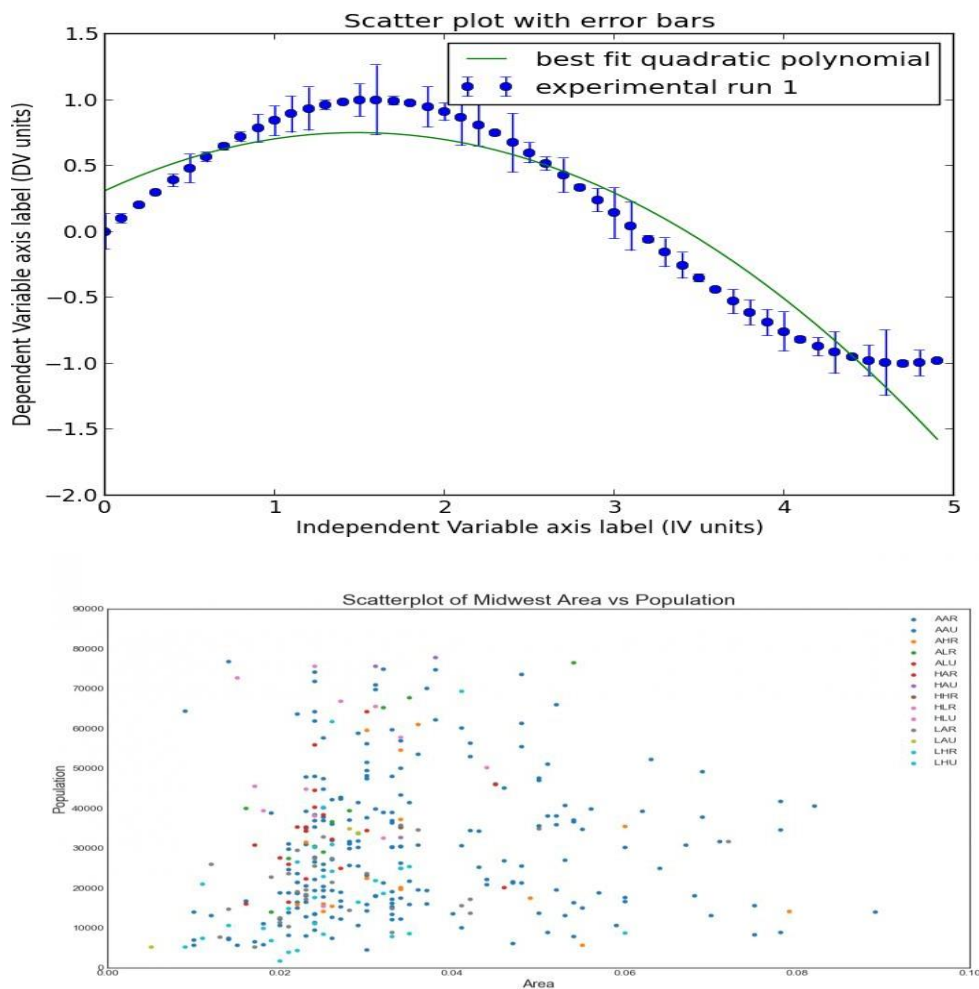 Scatter plot with error bars
best fit quadratic polynomial
experimental run 1
1.5
1.0
0.5
0.0
−0.5
−1.0
−1.5
−2.0
Dependent Variable axis label (DV units)
0 1 2 3 4 5
Independent Variable axis label (IV units)
Scatterplot of Midwest Area vs Population
90000
80000
70000
60000
50000
40000
30000
20000
10000
0
Population
AAR
AAU
AHR
ALR
ALU
HAR
HAU
HHR
HLR
HLU
LAR
LAU
LHR
LHU
0.00 0.02 0.04 0.06 0.08 0.10
Area